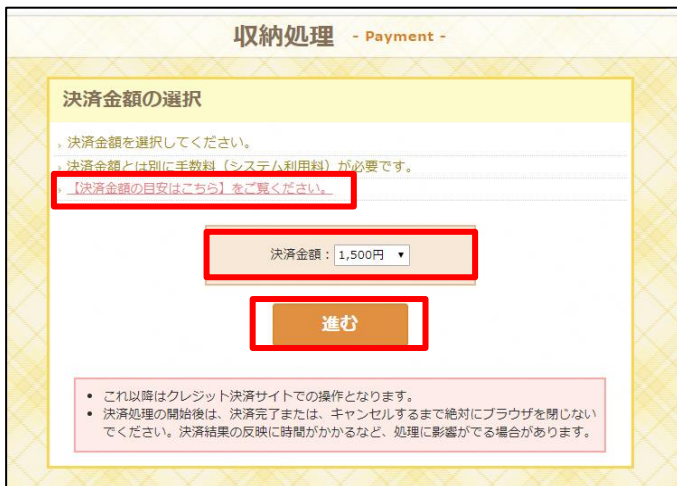 収納処理 - Payment -
決済金額の選択
決済金額を選択してください。
決済金額とは別に手数料（システム利用料）が必要です。
【決済金額の目安はこちら】をご覧ください。
決済金額：1,500円
進む
• これ以降はクレジット決済サイトでの操作となります。
• 決済処理の開始後は、決済完了または、キャンセルするまで絶対にブラウザを閉じない
でください。決済結果の反映に時間がかかるなど、処理に影響がでる場合があります。